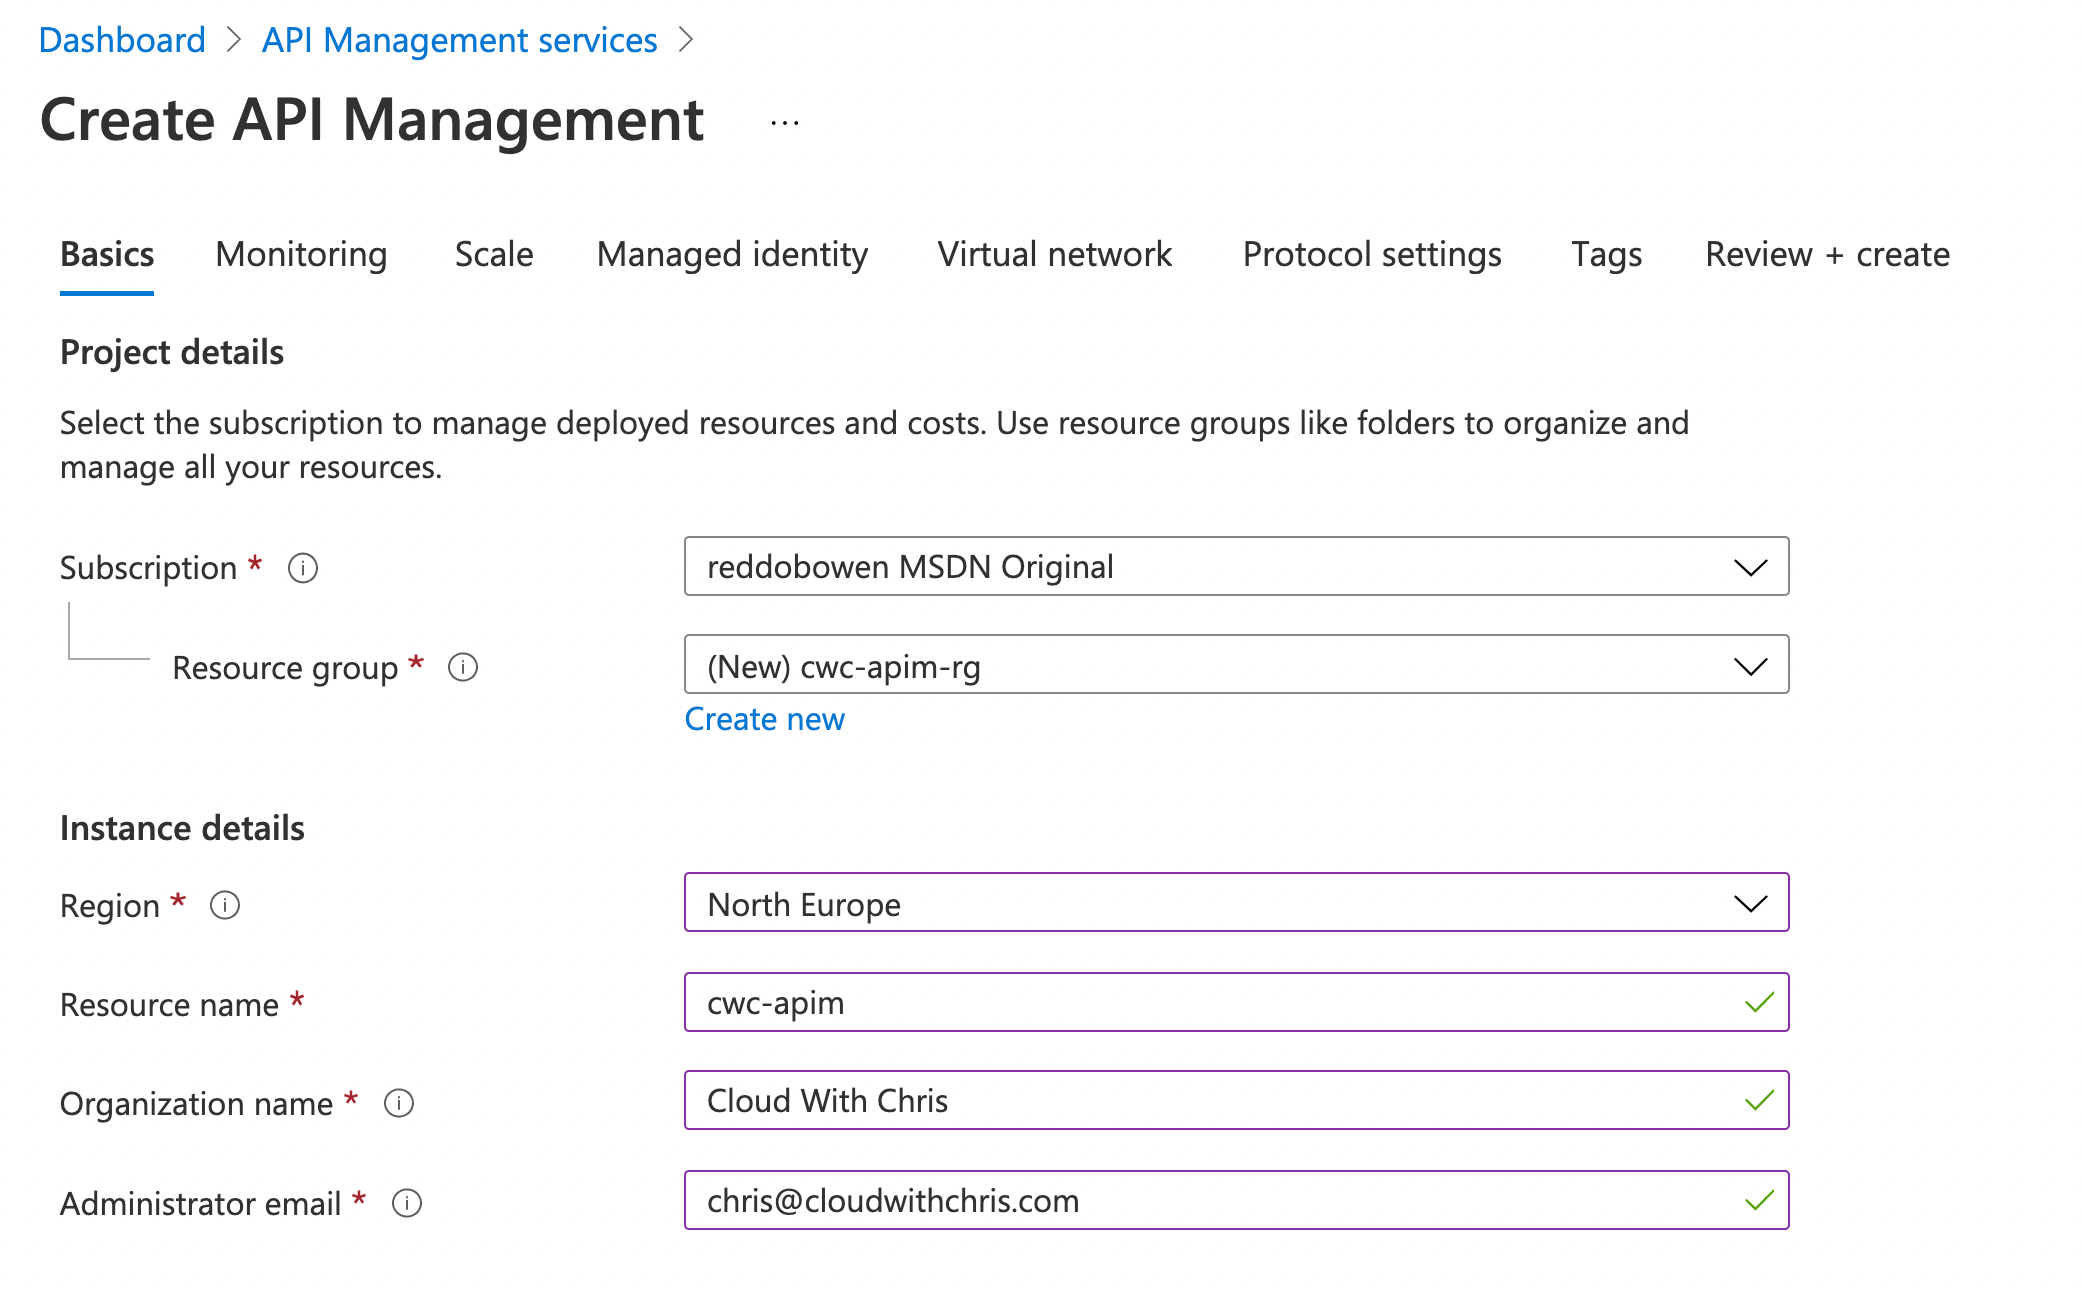 Dashboard > API Management services >
Create API Management ...
Basics Monitoring Scale Managed identity Virtual network Protocol settings Tags Review + create
Project details
Select the subscription to manage deployed resources and costs. Use resource groups like folders to organize and
manage all your resources.
Subscription * reddobowen MSDN Original
Resource group * (New) cwc-apim-rg
Create new
Instance details
Region * North Europe
Resource name * cwc-apim
Organization name * Cloud With Chris
Administrator email * chris@cloudwithchris.com